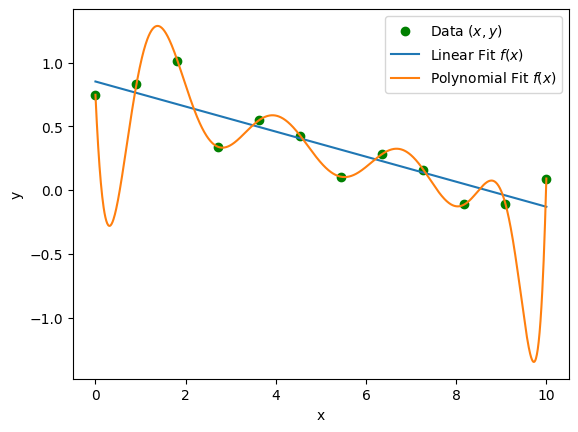 Data (x, y)
Linear Fit f(x)
Polynomial Fit f(x)
1.0
0.5
0.0
−0.5
−1.0
y
0 2 4 6 8 10
x